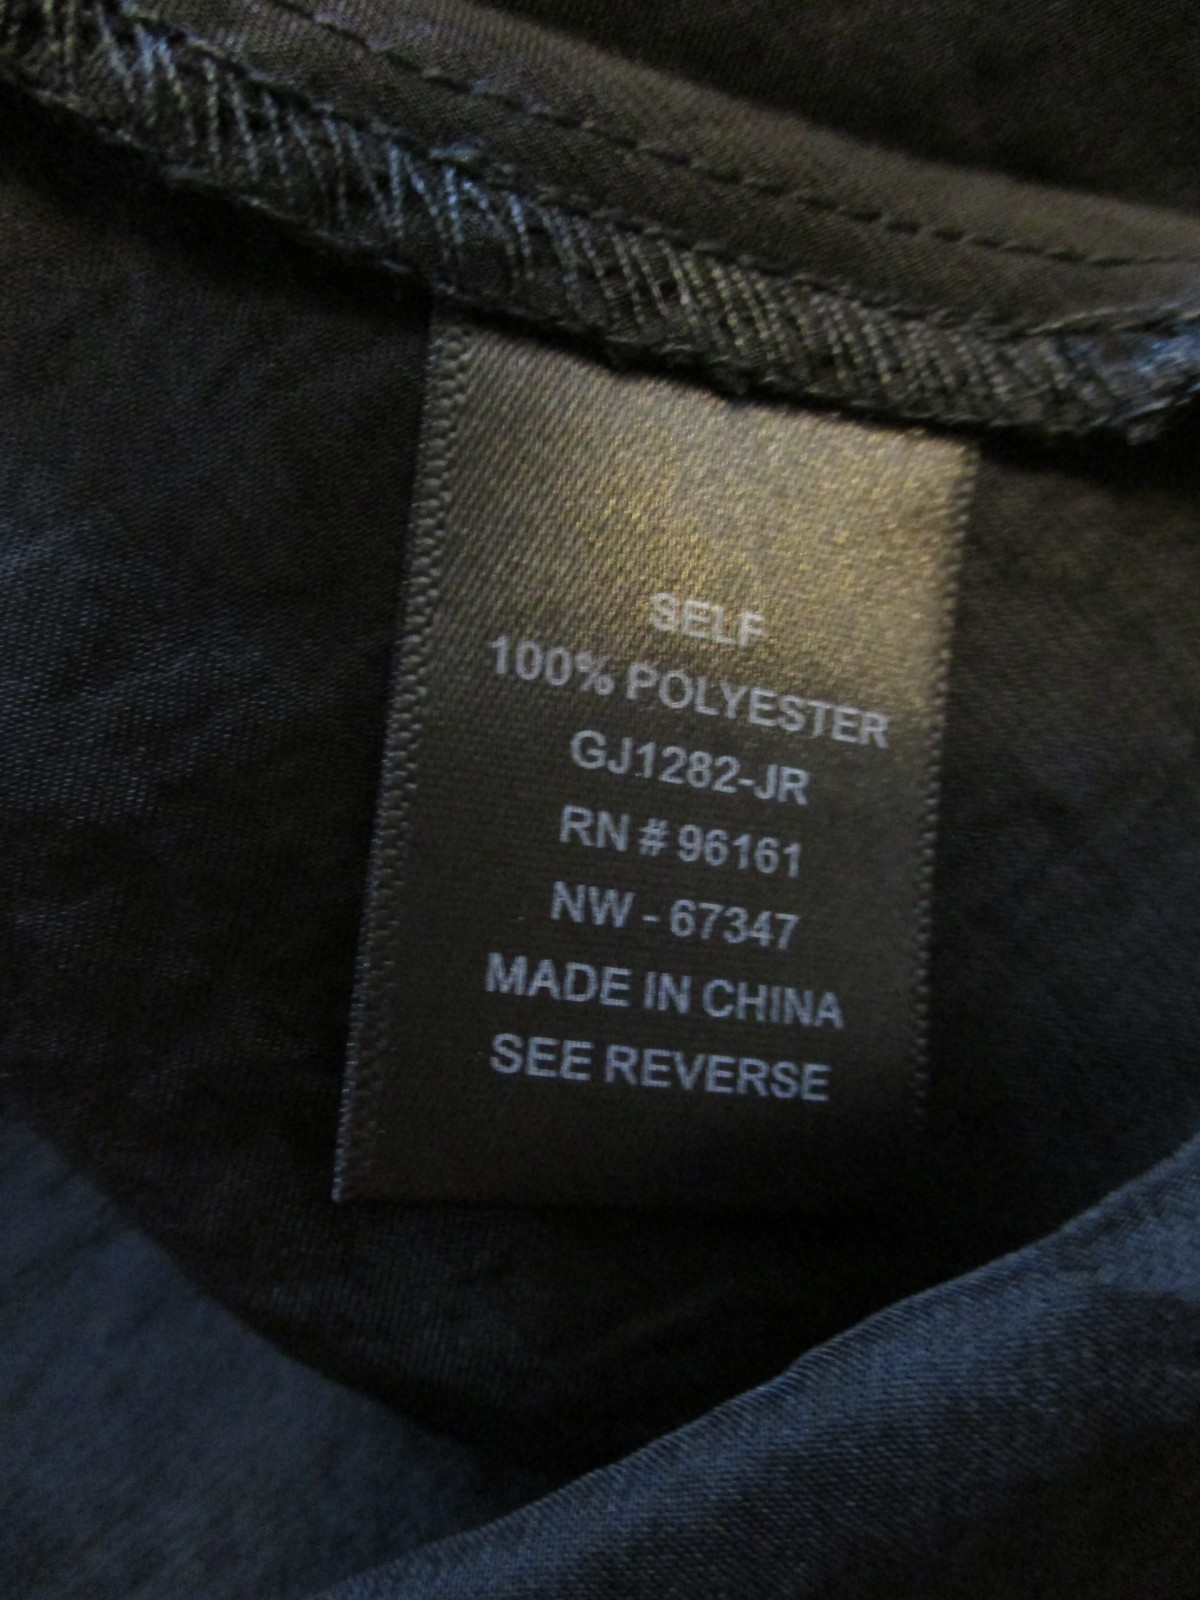 SELF
100% POLYESTER
GJ1282-JR
RN # 96161
NW - 67347
MADE IN CHINA
SEE REVERSE